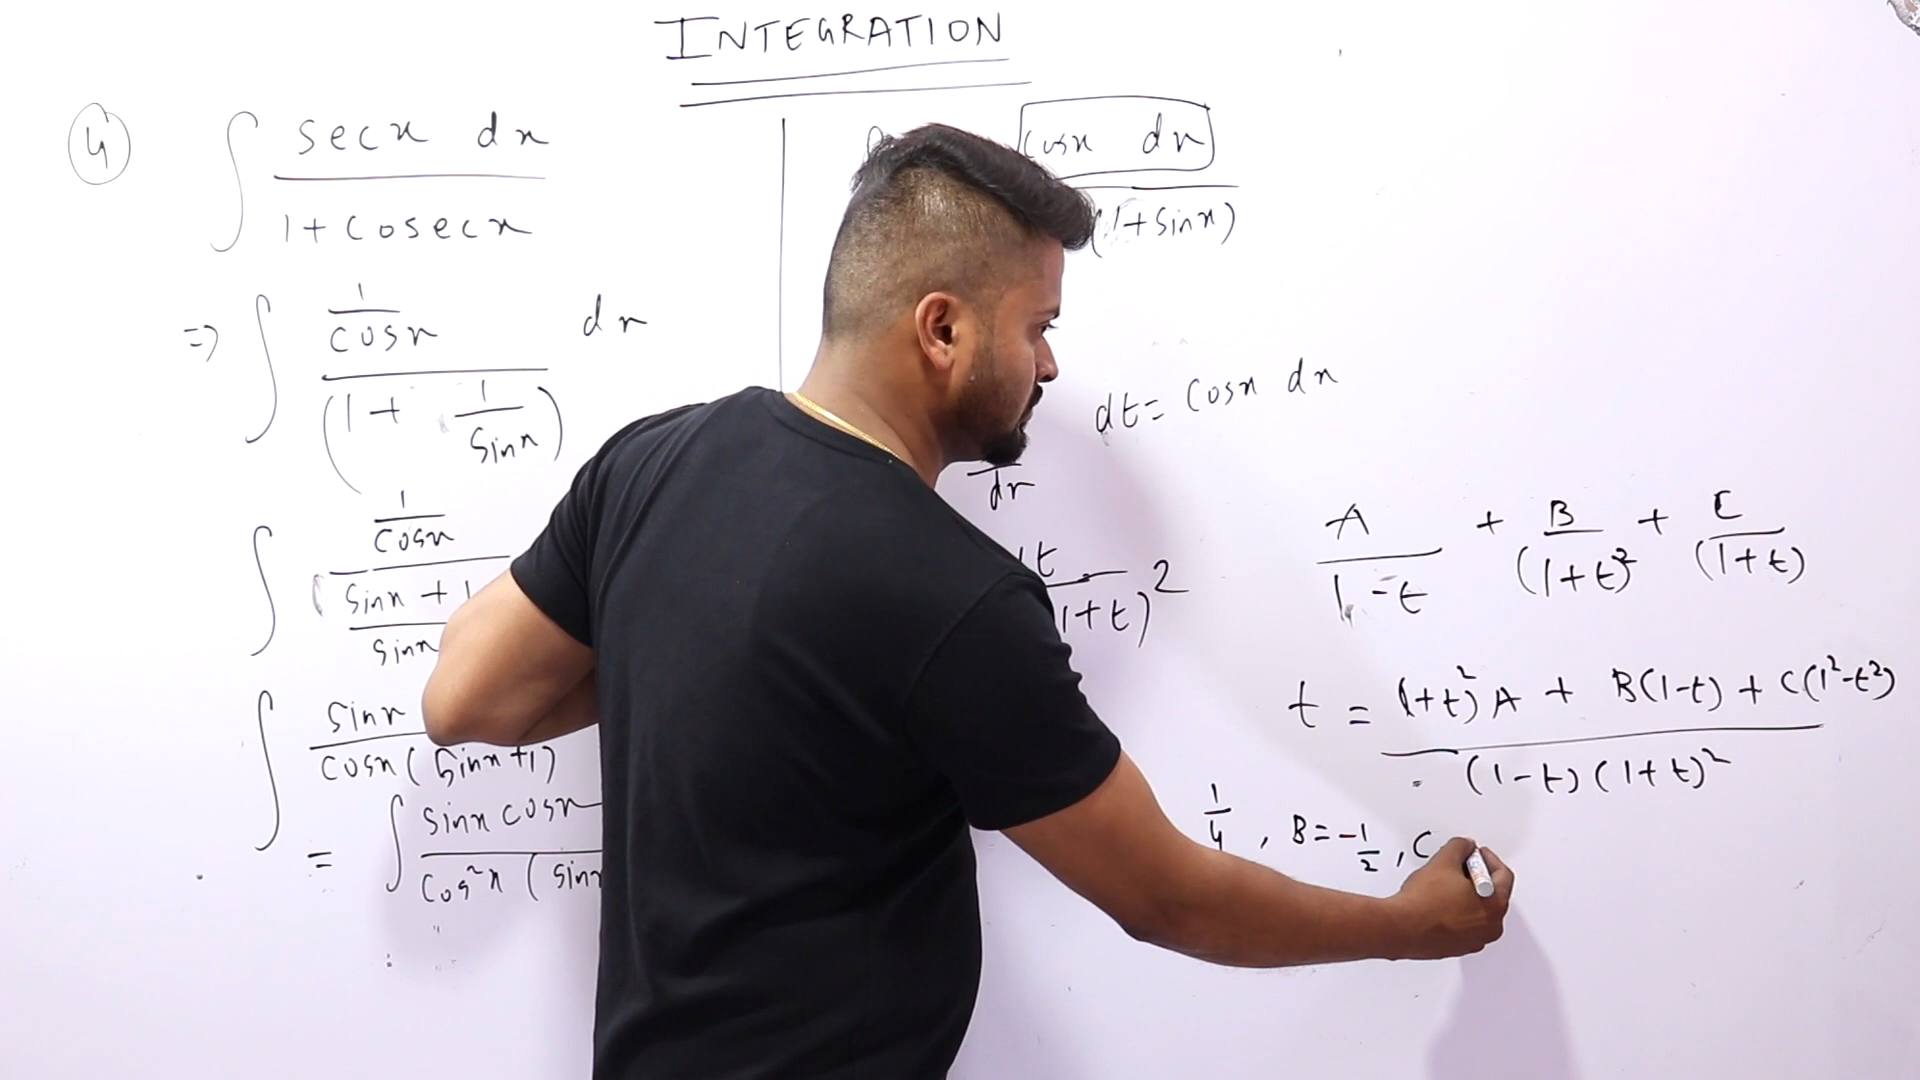 INTEGRATION
4
∫ secx dx / 1 + cosecx
⇒ ∫ (1 / cosx) / (1 + 1 / sinx) dx
∫ (1 / cosx) / (sinx + 1 / sinx
∫ sinx / cosx (sinx + 1)
= ∫ sinx cosx / cos²x (sinx
cosx dx
(1 + sinx)
dt = cosx dx
dx
t
1 + t)²
A / 1 - t + B / (1 + t)² + C / (1 + t)
t = (1 + t)² A + B(1 - t) + C(1² - t²)
(1 - t) (1 + t)²
1/4 , B = -1/2 , C